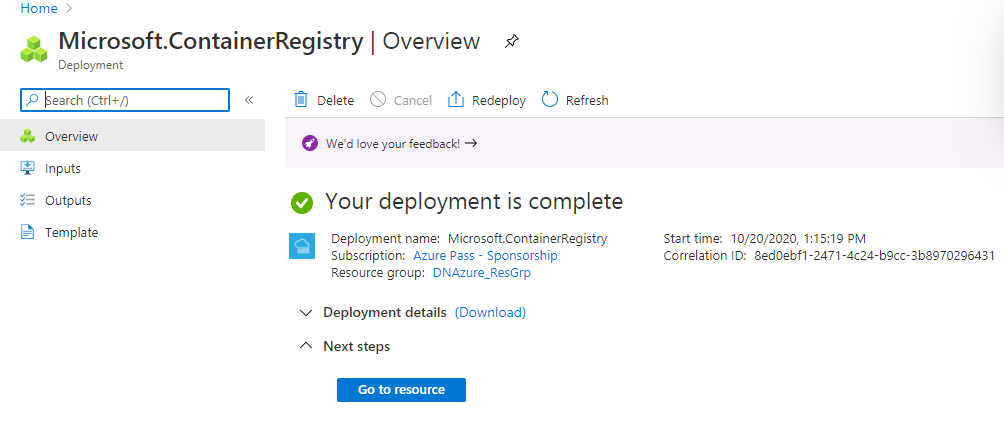 Home >
Microsoft.ContainerRegistry | Overview
Deployment
Search (Ctrl+/)
«
Delete
Cancel
Redeploy
Refresh
Overview
Inputs
Outputs
Template
We'd love your feedback! →
Your deployment is complete
Deployment name: Microsoft.ContainerRegistry
Subscription: Azure Pass - Sponsorship
Resource group: DNAzure_ResGrp
Start time: 10/20/2020, 1:15:19 PM
Correlation ID: 8ed0ebf1-2471-4c24-b9cc-3b8970296431
Deployment details (Download)
Next steps
Go to resource